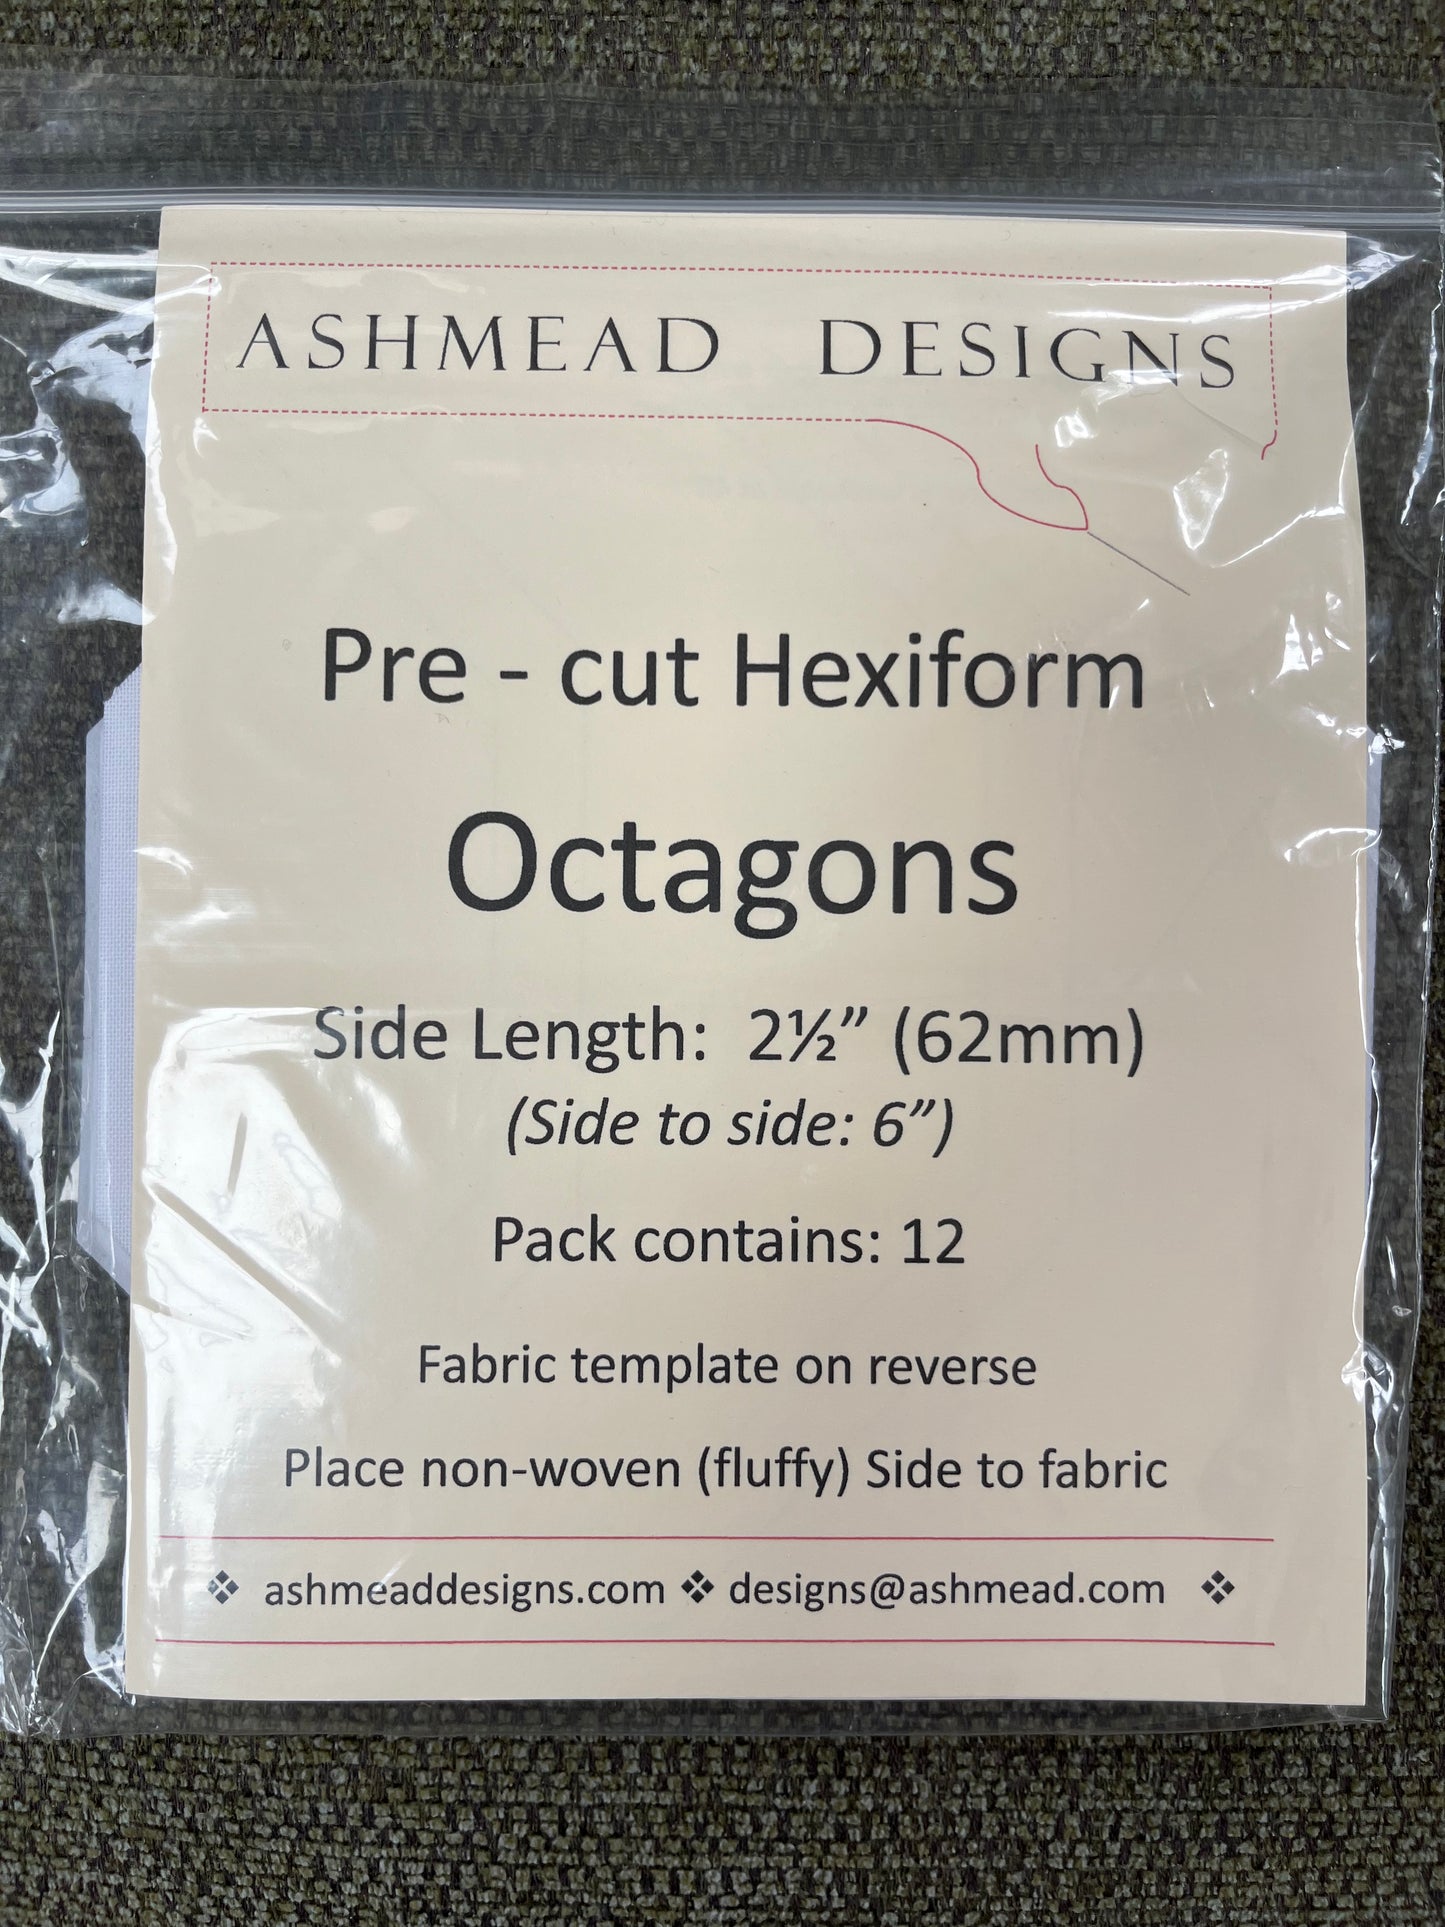 ASHMEAD DESIGNS
Pre - cut Hexiform
Octagons
Side Length: 2½” (62mm)
(Side to side: 6”)
Pack contains: 12
Fabric template on reverse
Place non-woven (fluffy) Side to fabric
❖ ashmeaddesigns.com ❖ designs@ashmead.com ❖